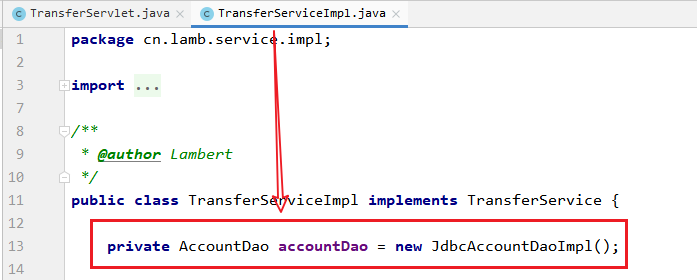 TransferServlet.java TransferServiceImpl.java
1 package cn.lamb.service.impl;
2
3 import ...
7
8 /**
9 * @author Lambert
10 */
11 public class TransferServiceImpl implements TransferService {
12
13 private AccountDao accountDao = new JdbcAccountDaoImpl();
14